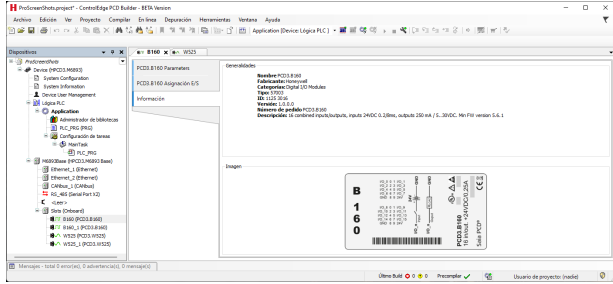 ProScreenShots.project* - ControlEdge PCD Builder - BETA Version
Archivo Edición Ver Proyecto Compilar En línea Depuración Herramientas Ventana Ayuda
Application [Device: Lógica PLC]
Dispositivos
B160 W525
ProScreenShots
Device (HPCD3.M6893)
System Configuration
System Information
Device User Management
Lógica PLC
Application
Administrador de bibliotecas
PLC_PRG (PRG)
Configuración de tareas
MainTask
PLC_PRG
M6893Base (HPCD3.M6893 Base)
Ethernet_1 (Ethernet)
Ethernet_2 (Ethernet)
CANbus_1 (CANbus)
RS_485 (Serial Port X2)
<Leer>
Slots (Onboard)
B160 (PCD3.B160)
B160_1 (PCD3.B160)
W525 (PCD3.W525)
W525_1 (PCD3.W525)
PCD3.B160 Parameters
PCD3.B160 Asignación E/S
Información
Generalidades
Nombre PCD3.B160
Fabricante: Honeywell
Categorías: Digital I/O Modules
Tipo: 57003
ID: 1125.3016
Versión: 1.0.0.0
Número de pedido PCD3.B160
Descripción: 16 combined inputs/outputs, inputs 24VDC 0.2/8ms, outputs 250 mA / 5..30VDC. Min FW version 5.6.1
Imagen
B
1
6
0
GND
24V
PCD3.B160
16 in/out +24VDC/0,25A
Saia PCD®
CE
Mensajes - total 0 error(es), 0 advertencia(s), 0 mensaje(s)
Último Build 0 0 Precompilar Usuario de proyecto: (nadie)